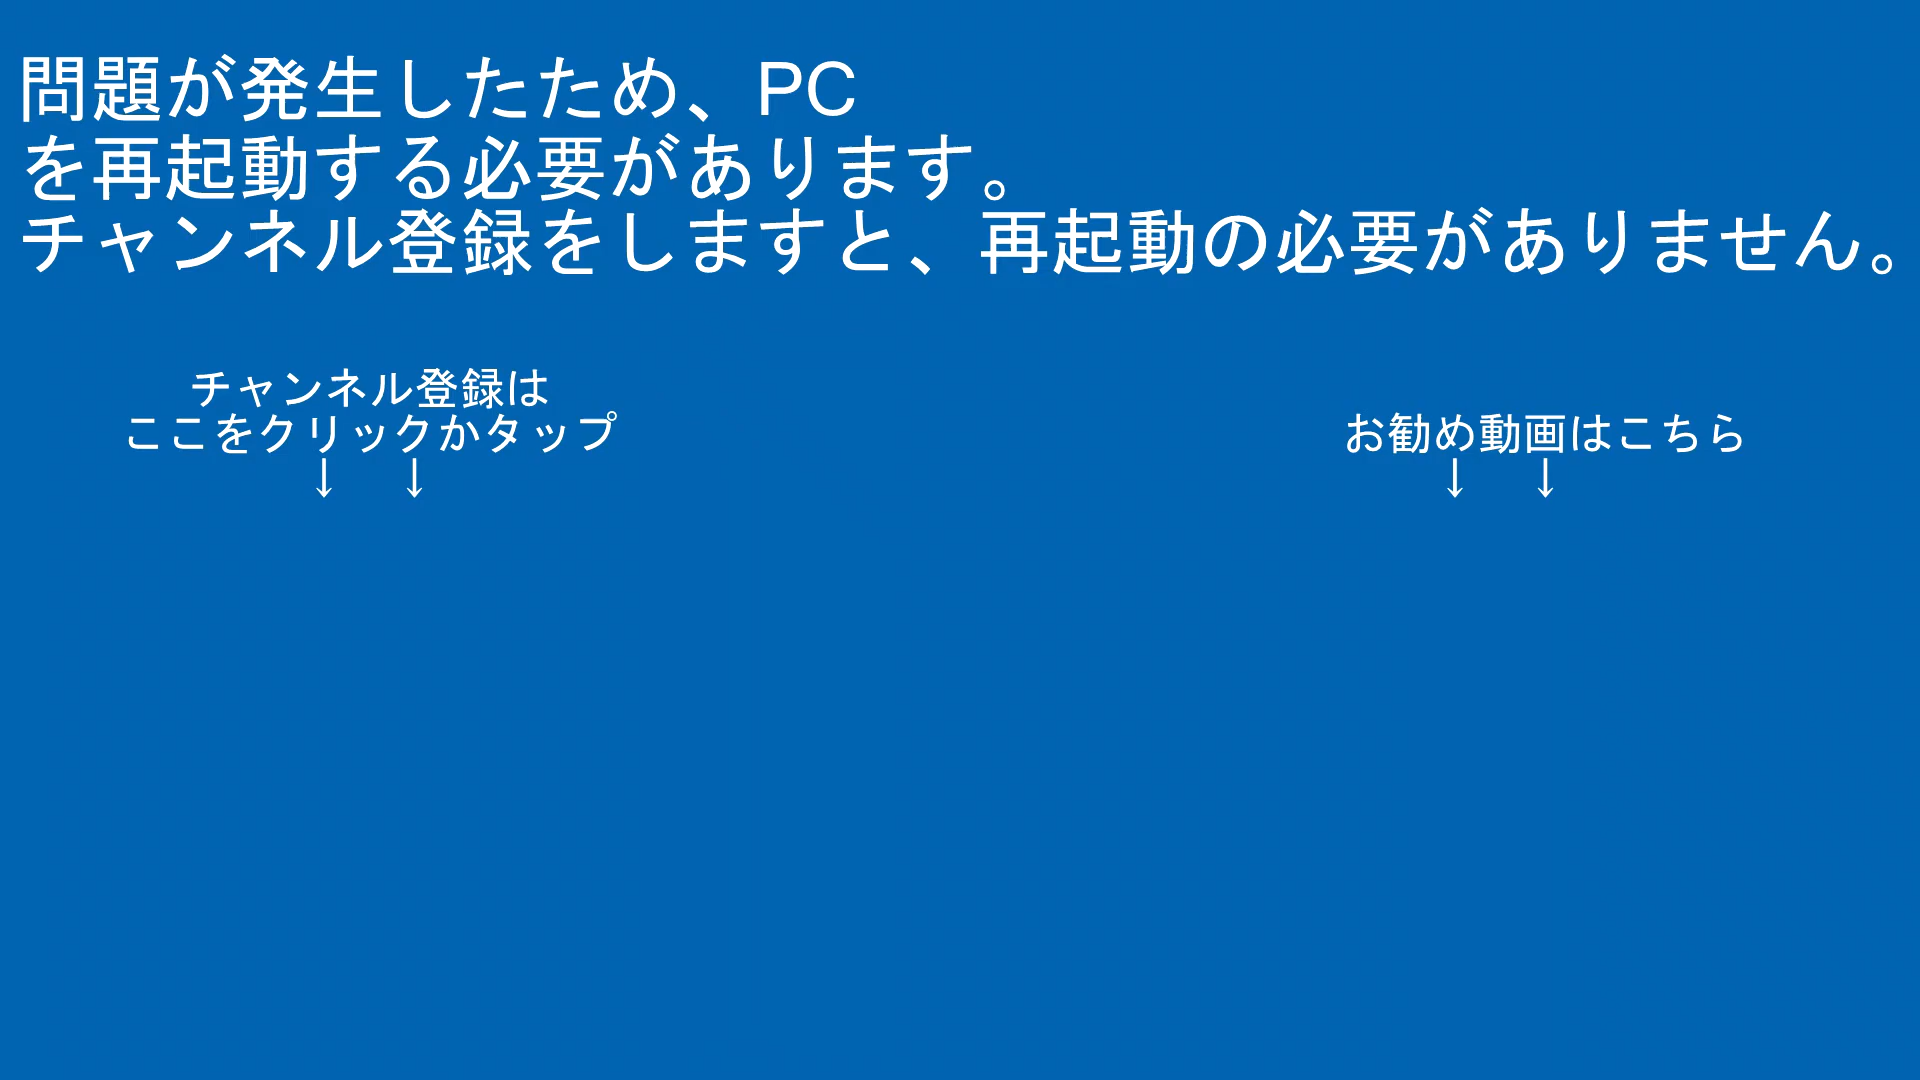 問題が発生したため、PC
を再起動する必要があります。
チャンネル登録をしますと、再起動の必要がありません。
チャンネル登録は
ここをクリックかタップ
↓　↓
お勧め動画はこちら
↓　↓